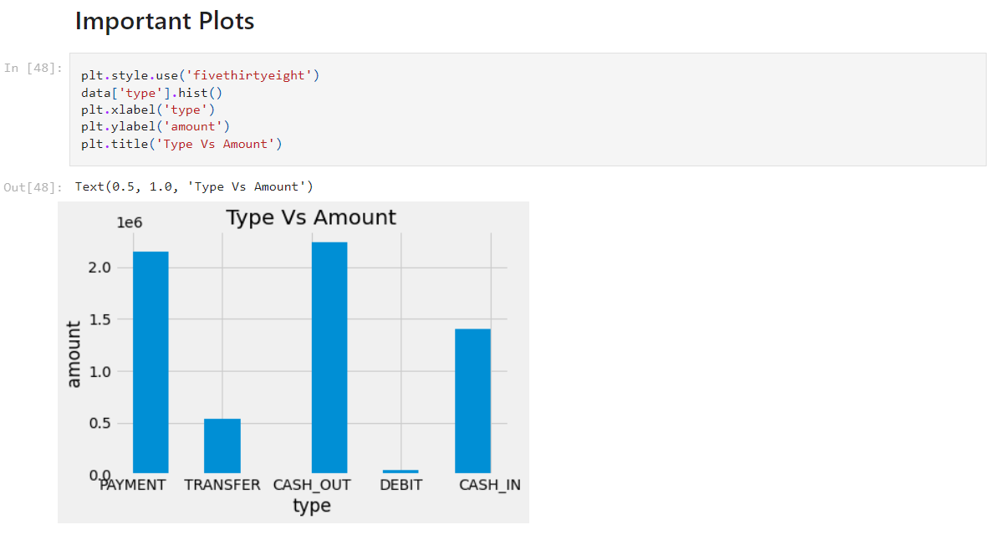 Important Plots
In [48]:
plt.style.use('fivethirtyeight')
data['type'].hist()
plt.xlabel('type')
plt.ylabel('amount')
plt.title('Type Vs Amount')
Out[48]: Text(0.5, 1.0, 'Type Vs Amount')
Type Vs Amount
1e6
2.0
1.5
1.0
0.5
0.0
amount
PAYMENT TRANSFER CASH_OUT DEBIT CASH_IN
type